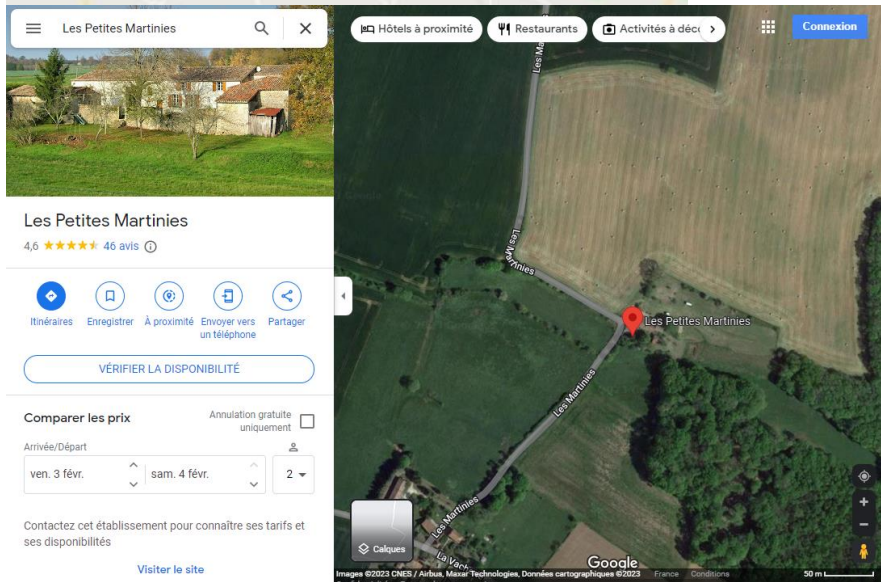 Les Petites Martinies
Les Petites Martinies
4,6 46 avis
Itinéraires
Enregistrer
À proximité
Envoyer vers
un téléphone
Partager
VÉRIFIER LA DISPONIBILITÉ
Comparer les prix
Annulation gratuite
uniquement
Arrivée/Départ
ven. 3 févr.
sam. 4 févr.
2
Contactez cet établissement pour connaître ses tarifs et
ses disponibilités
Visiter le site
Hôtels à proximité
Restaurants
Activités à déco
Connexion
Les Ma
Les Martinies
Les Petites Martinies
Les Martinies
Les Martinies
La Vach
Calques
Google
Images ©2023 CNES / Airbus, Maxar Technologies, Données cartographiques ©2023
France
Conditions
50 m